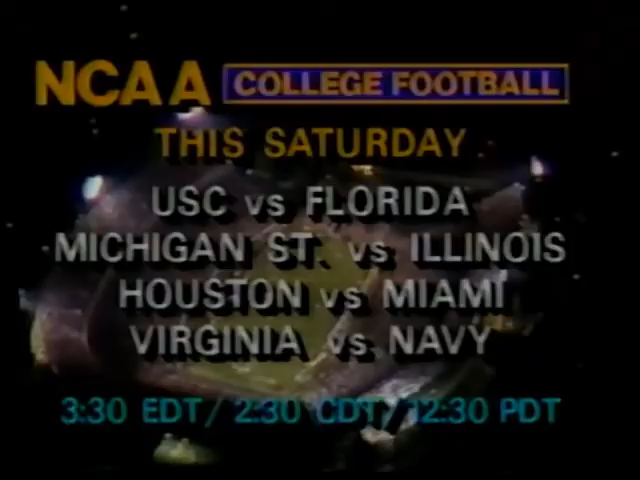 NCAA COLLEGE FOOTBALL
THIS SATURDAY
USC vs FLORIDA
MICHIGAN ST. vs ILLINOIS
HOUSTON vs MIAMI
VIRGINIA vs. NAVY
3:30 EDT/ 2:30 CDT/12:30 PDT